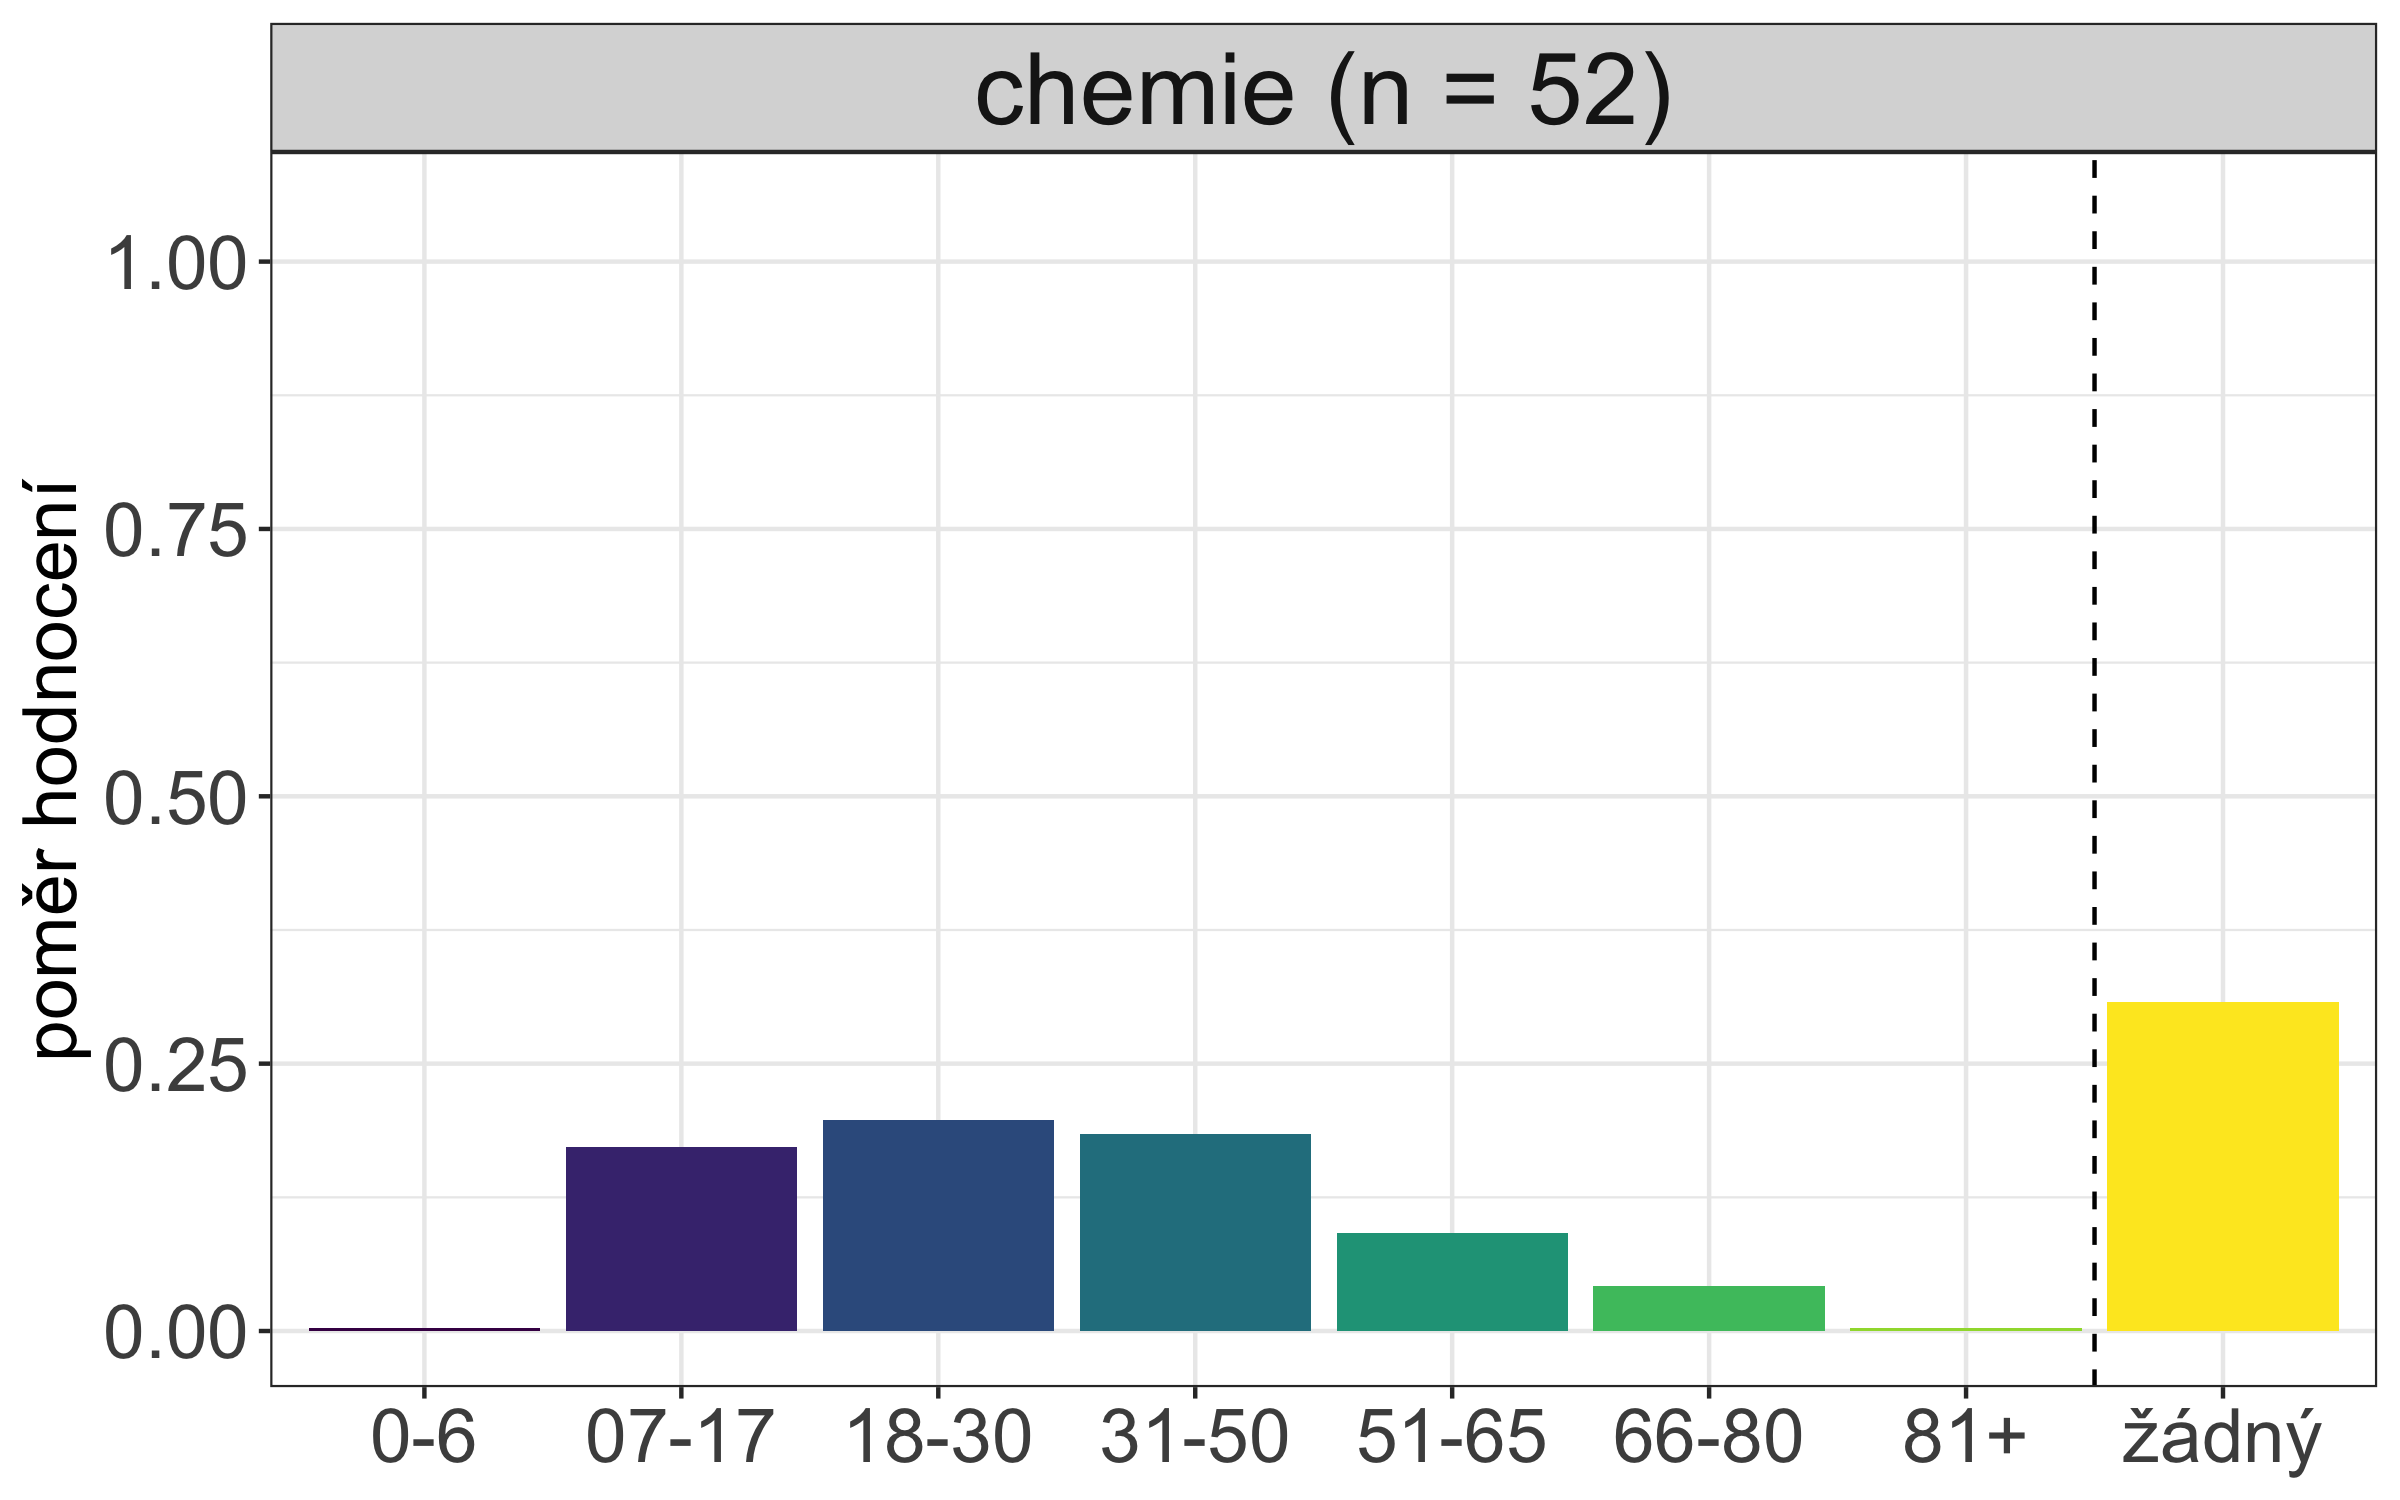 chemie (n = 52)
poměr hodnocení
1.00
0.75
0.50
0.25
0.00
0-6 07-17 18-30 31-50 51-65 66-80 81+ žádný